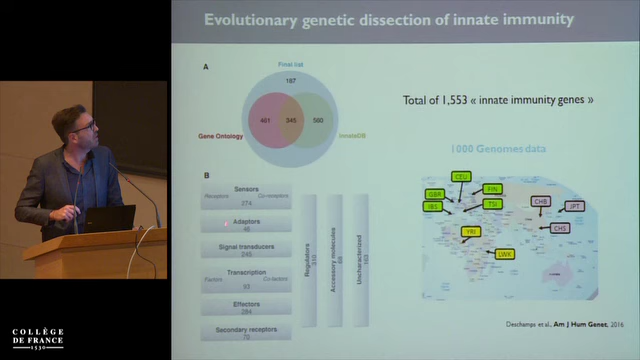 Evolutionary genetic dissection of innate immunity
A
Final list
187
461
345
560
Gene Ontology
InnateDB
B
Sensors
Receptors
Co-receptors
274
Adaptors
46
Signal transducers
245
Transcription
Factors
Co-factors
93
Effectors
284
Secondary receptors
70
Regulators
310
Accessory molecules
68
Uncharacterized
163
Total of 1,553 « innate immunity genes »
1000 Genomes data
CEU
GBR
FIN
IBS
TSI
CHB
JPT
YRI
CHS
LWK
Deschamps et al., Am J Hum Genet, 2016
COLLÈGE
DE FRANCE
1530